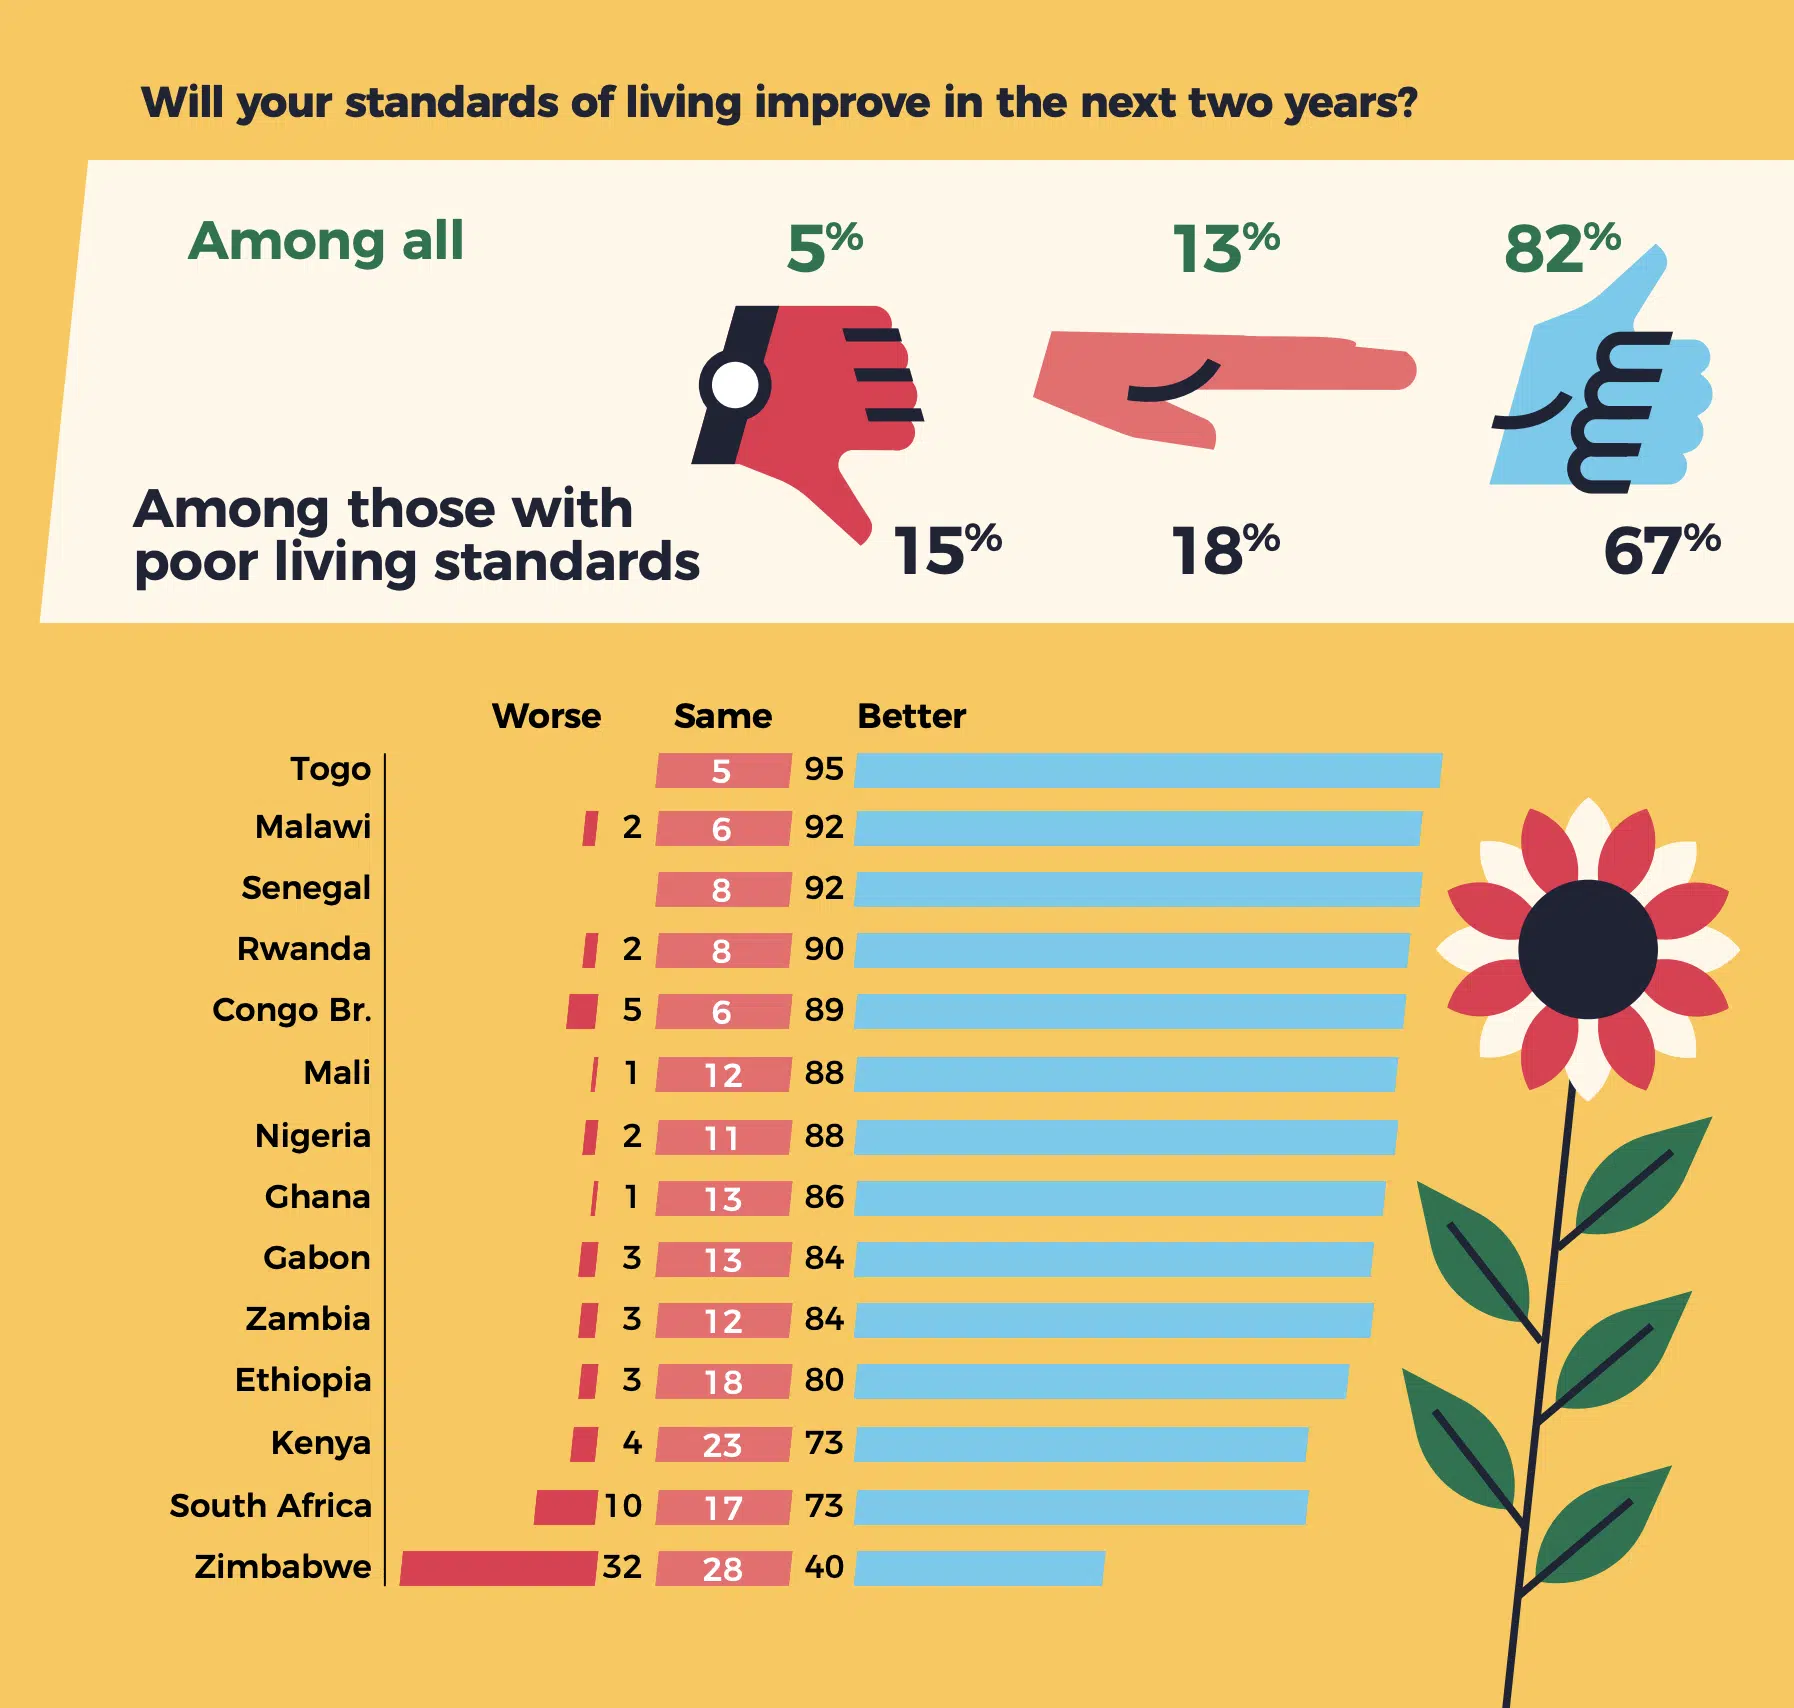 Will your standards of living improve in the next two years?
Among all 5% 13% 82%
Among those with
poor living standards 15% 18% 67%
Worse Same Better
Togo 5 95
Malawi 2 6 92
Senegal 8 92
Rwanda 2 8 90
Congo Br. 5 6 89
Mali 1 12 88
Nigeria 2 11 88
Ghana 1 13 86
Gabon 3 13 84
Zambia 3 12 84
Ethiopia 3 18 80
Kenya 4 23 73
South Africa 10 17 73
Zimbabwe 32 28 40